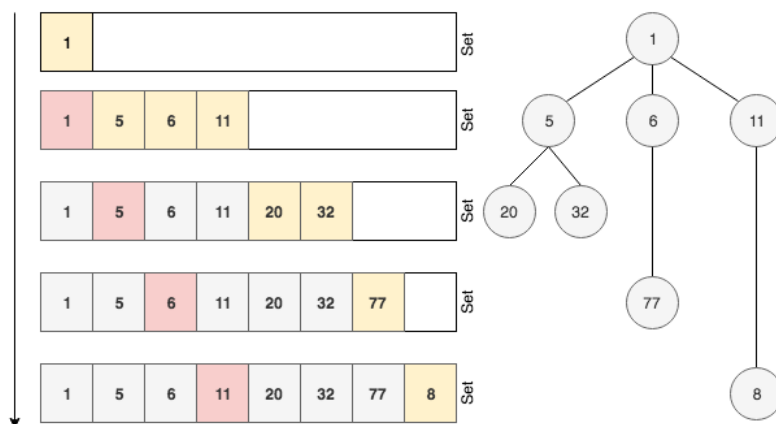 1 Set 1
1 5 6 11 Set 5 6 11
1 5 6 11 20 32 Set 20 32
1 5 6 11 20 32 77 Set 77
1 5 6 11 20 32 77 8 Set 8